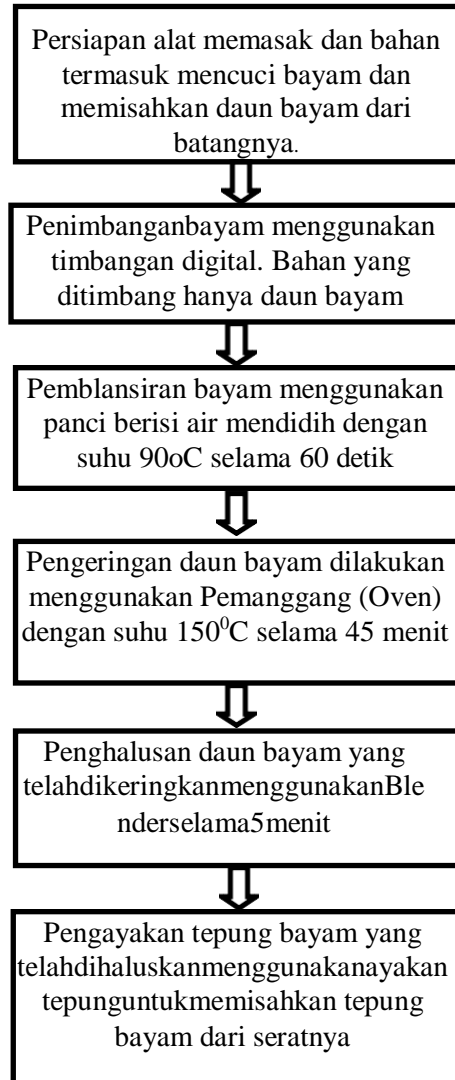 Persiapan alat memasak dan bahan
termasuk mencuci bayam dan
memisahkan daun bayam dari
batangnya.
Penimbanganbayam menggunakan
timbangan digital. Bahan yang
ditimbang hanya daun bayam
Pemblansiran bayam menggunakan
panci berisi air mendidih dengan
suhu 90oC selama 60 detik
Pengeringan daun bayam dilakukan
menggunakan Pemanggang (Oven)
dengan suhu 150⁰C selama 45 menit
Penghalusan daun bayam yang
telahdikeringkanmenggunakanBle
nderselama5menit
Pengayakan tepung bayam yang
telahdihaluskanmenggunakanayakan
tepunguntukmemisahkan tepung
bayam dari seratnya